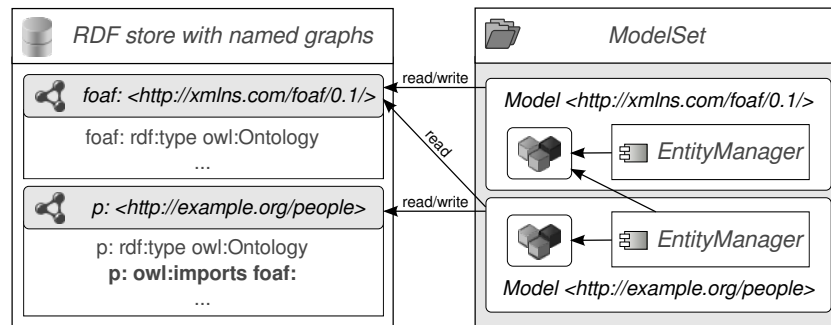 RDF store with named graphs
foaf: <http://xmlns.com/foaf/0.1/>
foaf: rdf:type owl:Ontology
...
p: <http://example.org/people>
p: rdf:type owl:Ontology
p: owl:imports foaf:
...
read/write
read
read/write
ModelSet
Model <http://xmlns.com/foaf/0.1/>
EntityManager
EntityManager
Model <http://example.org/people>